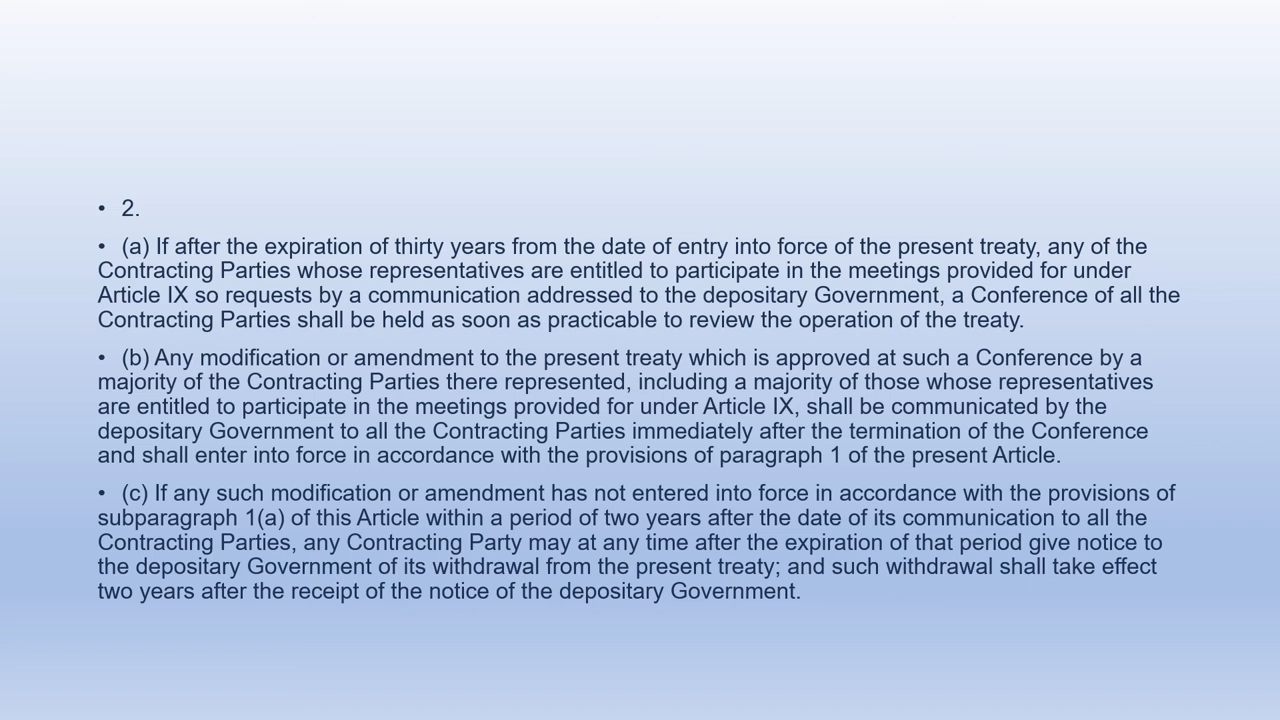 • 2.
• (a) If after the expiration of thirty years from the date of entry into force of the present treaty, any of the
Contracting Parties whose representatives are entitled to participate in the meetings provided for under
Article IX so requests by a communication addressed to the depositary Government, a Conference of all the
Contracting Parties shall be held as soon as practicable to review the operation of the treaty.
• (b) Any modification or amendment to the present treaty which is approved at such a Conference by a
majority of the Contracting Parties there represented, including a majority of those whose representatives
are entitled to participate in the meetings provided for under Article IX, shall be communicated by the
depositary Government to all the Contracting Parties immediately after the termination of the Conference
and shall enter into force in accordance with the provisions of paragraph 1 of the present Article.
• (c) If any such modification or amendment has not entered into force in accordance with the provisions of
subparagraph 1(a) of this Article within a period of two years after the date of its communication to all the
Contracting Parties, any Contracting Party may at any time after the expiration of that period give notice to
the depositary Government of its withdrawal from the present treaty; and such withdrawal shall take effect
two years after the receipt of the notice of the depositary Government.